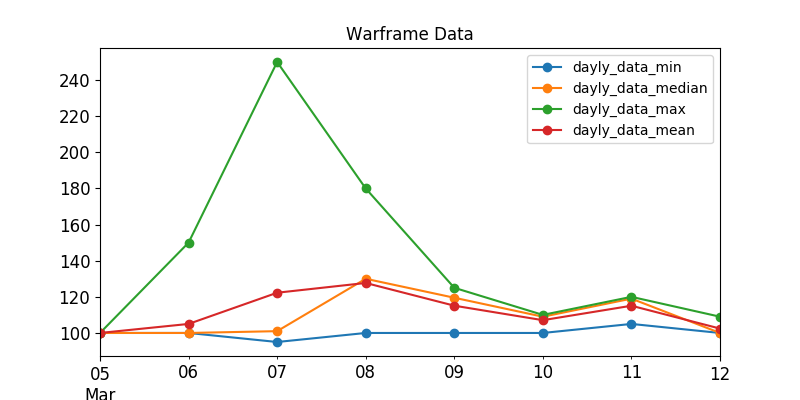 Warframe Data
dayly_data_min
dayly_data_median
dayly_data_max
dayly_data_mean
240
220
200
180
160
140
120
100
05 06 07 08 09 10 11 12
Mar